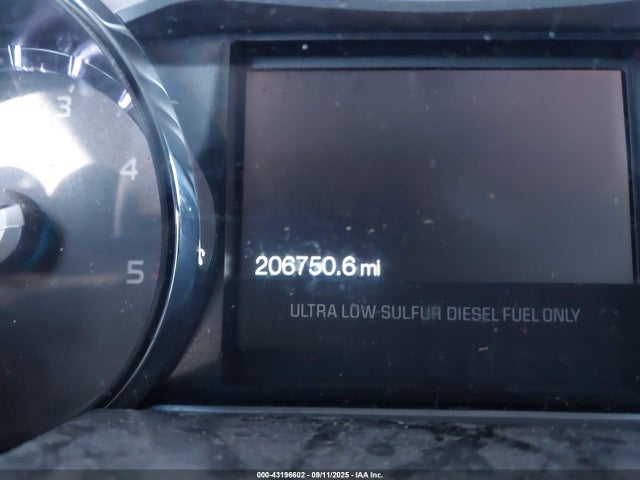 3
4
5
206750.6 mi
ULTRA LOW SULFUR DIESEL FUEL ONLY
000-43196602 - 09/11/2025 - IAA Inc.